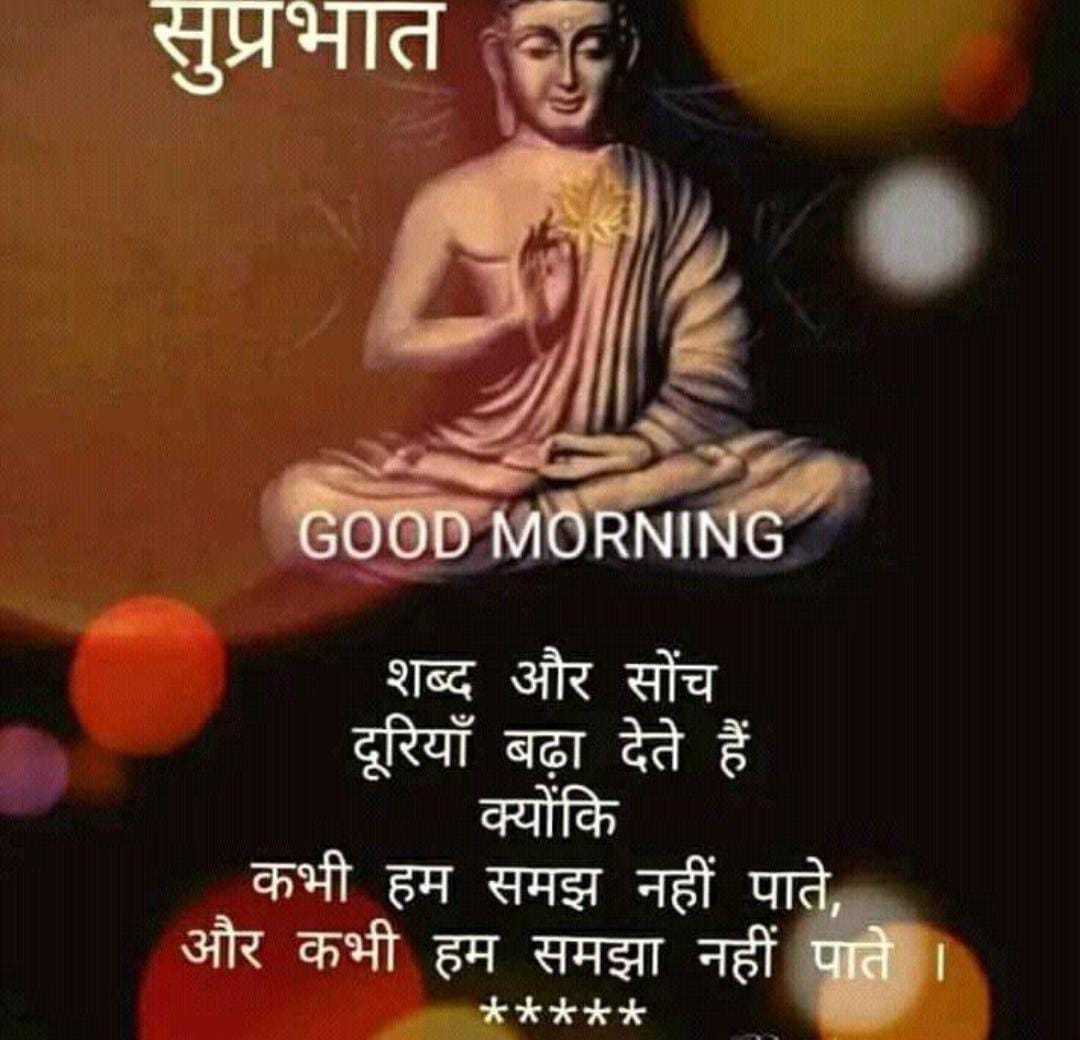 सुप्रभात
GOOD MORNING
शब्द और सोंच
दूरियाँ बढ़ा देते हैं
क्योंकि
कभी हम समझ नहीं पाते,
और कभी हम समझा नहीं पाते ।
*****